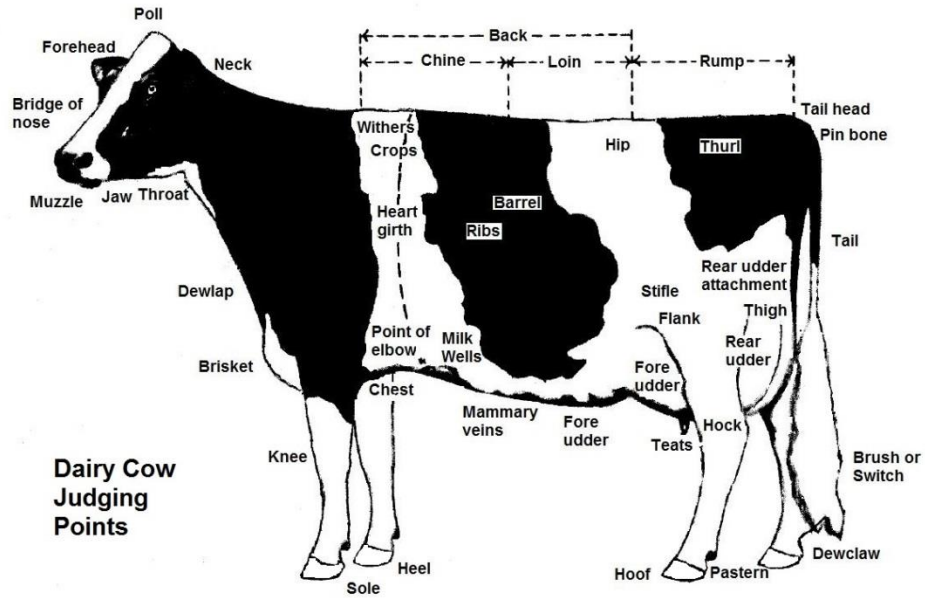 Poll
Forehead
Neck
Bridge of
nose
Muzzle
Jaw
Throat
Back
Chine
Loin
Rump
Tail head
Pin bone
Withers
Crops
Hip
Thurl
Heart
girth
Barrel
Ribs
Tail
Dewlap
Rear udder
attachment
Stifle
Flank
Thigh
Point of
elbow
Milk
Wells
Rear
udder
Brisket
Chest
Fore
udder
Mammary
veins
Fore
udder
Teats
Hock
Knee
Brush or
Switch
Dairy Cow
Judging
Points
Dewclaw
Heel
Sole
Hoof
Pastern